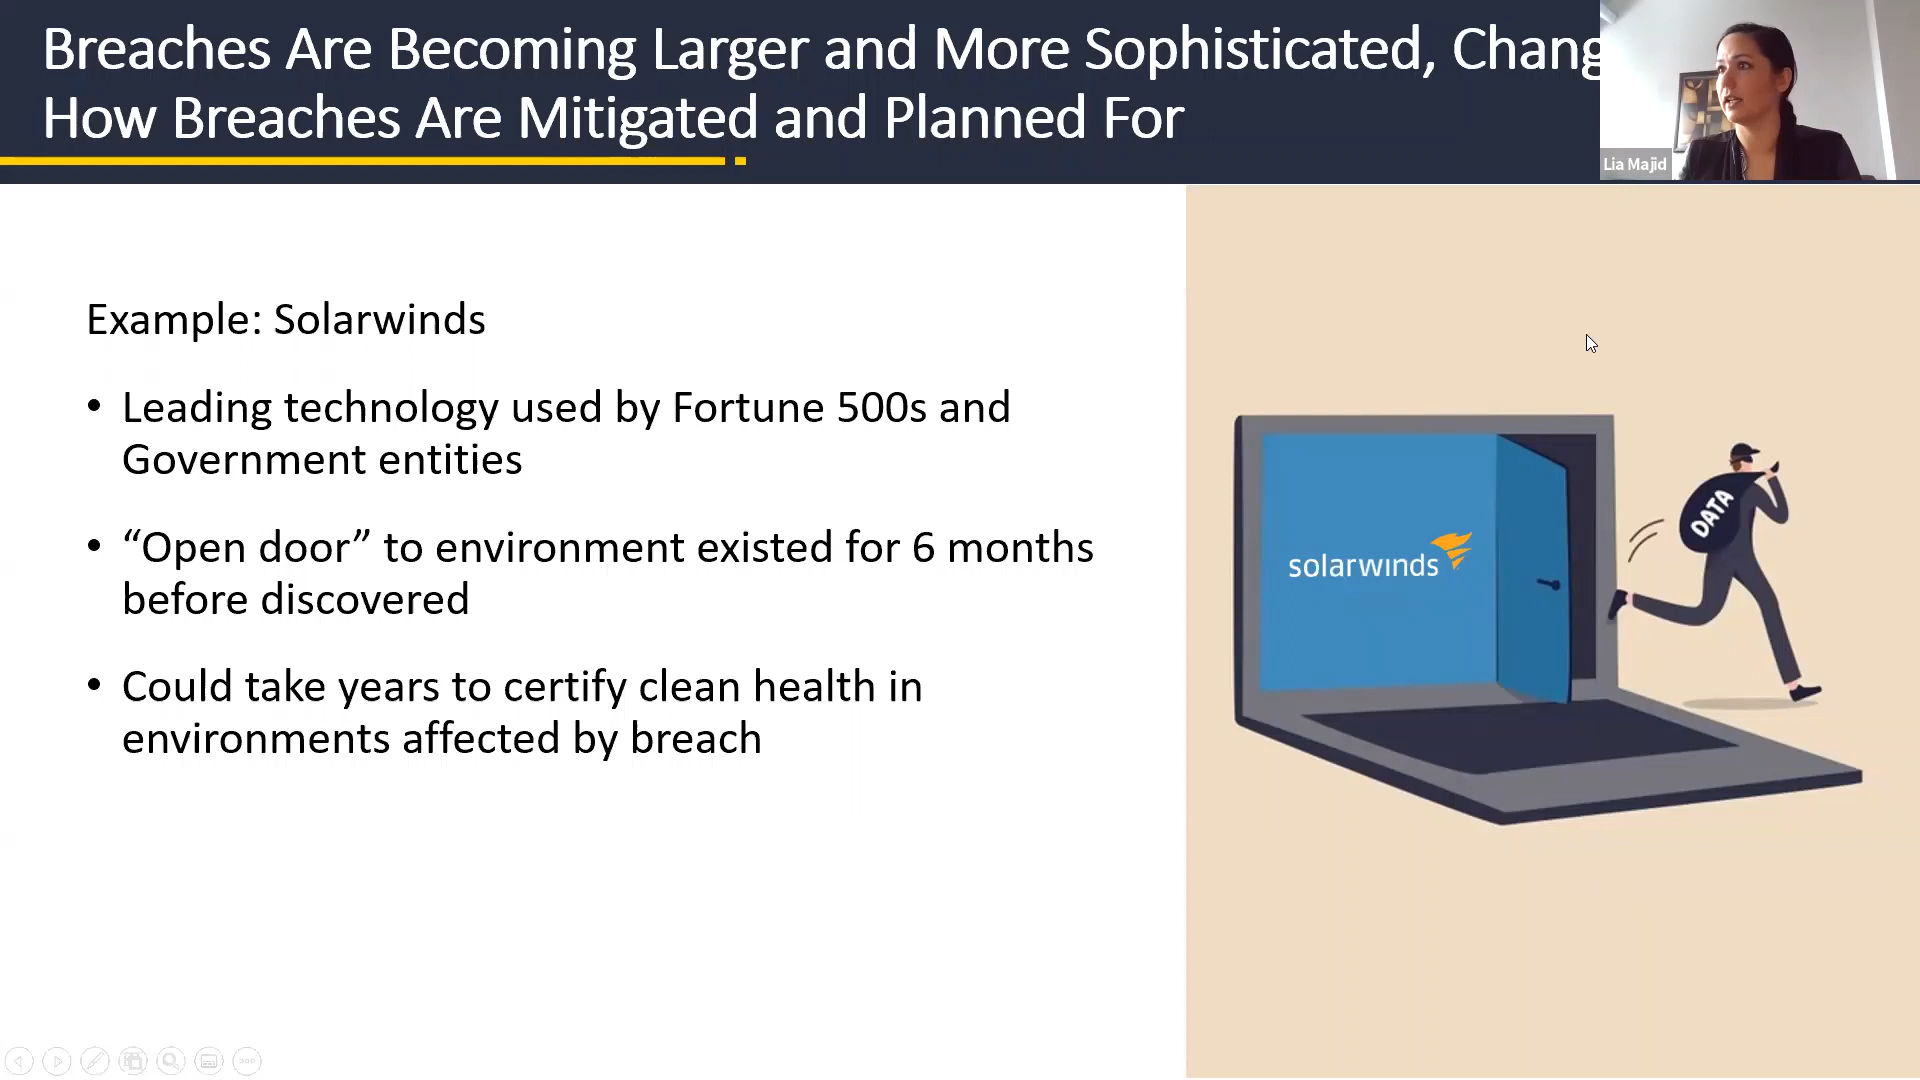 Breaches Are Becoming Larger and More Sophisticated,
How Breaches Are Mitigated and Planned For
Lia Majid
Example: Solarwinds
• Leading technology used by Fortune 500s and
Government entities
• “Open door” to environment existed for 6 months
before discovered
• Could take years to certify clean health in
environments affected by breach
solarwinds
DATA